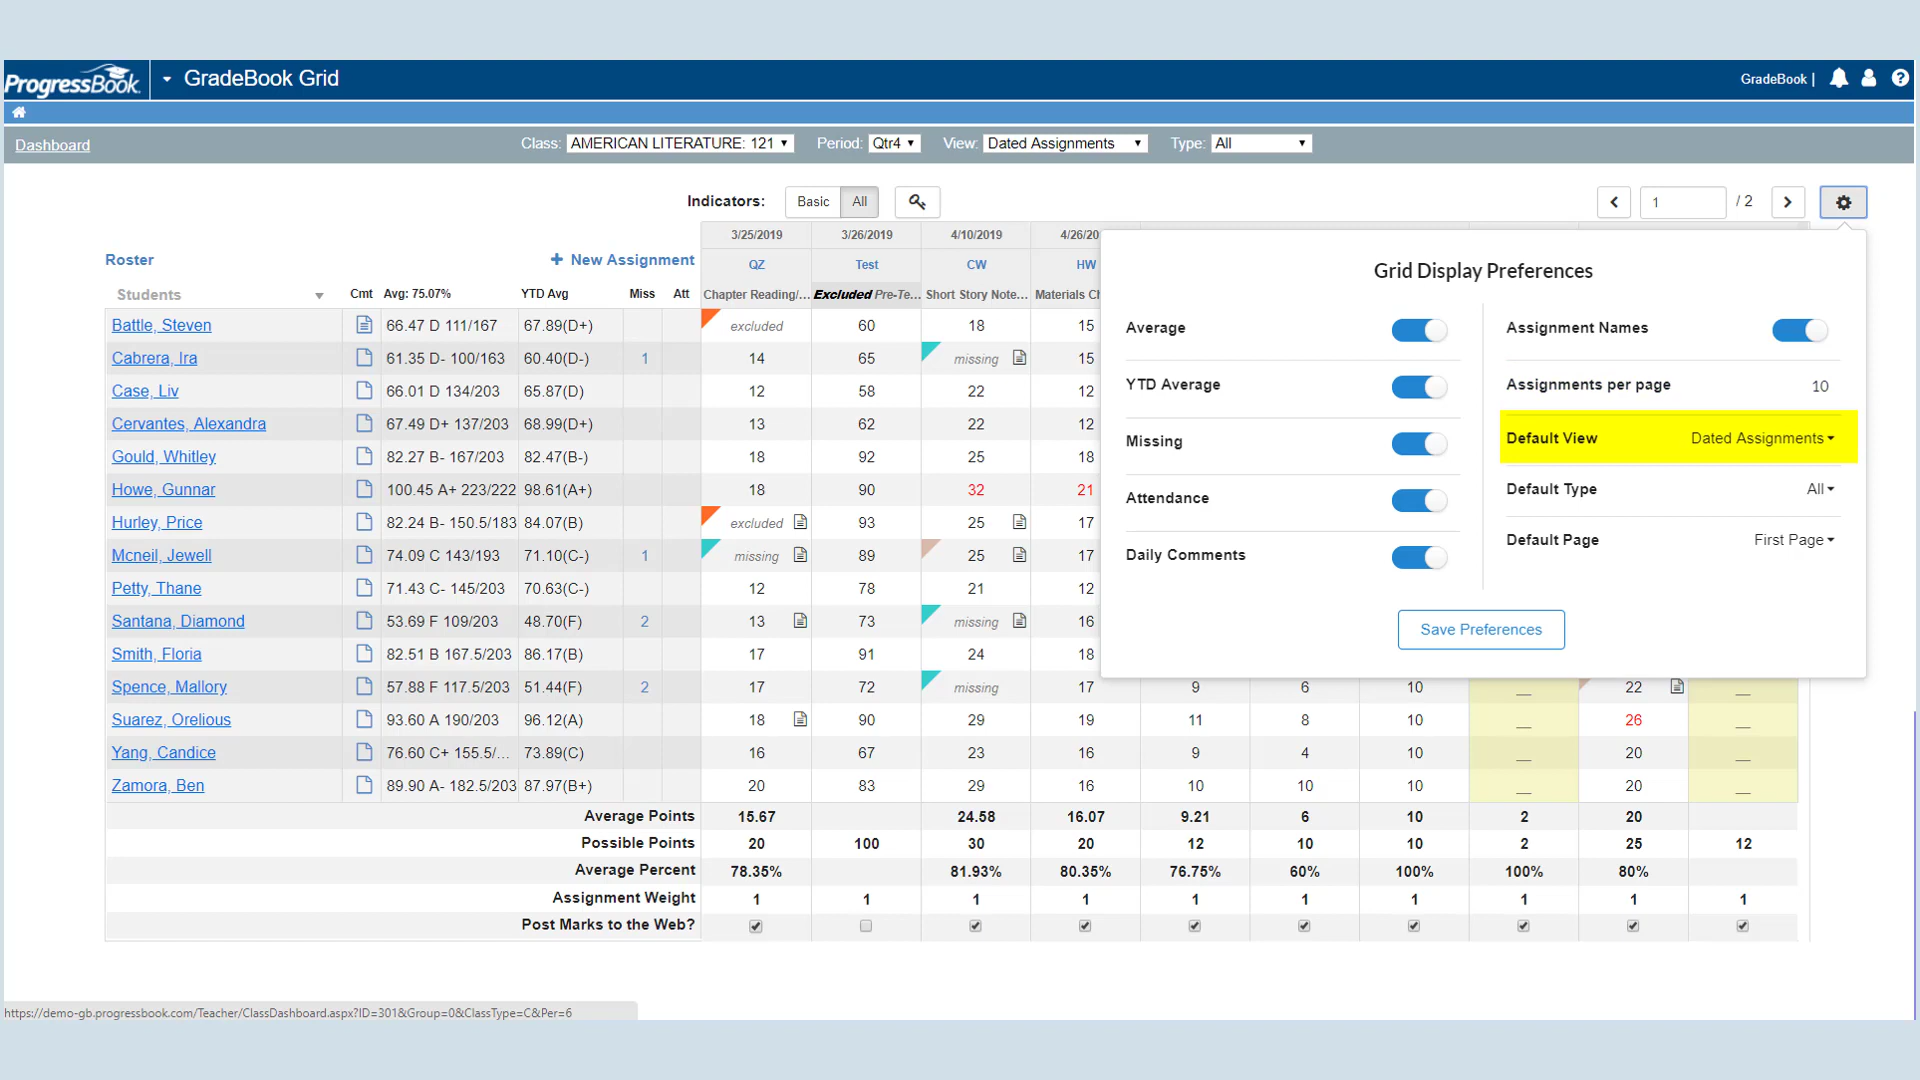 ProgressBook GradeBook Grid GradeBook |
Dashboard Class: AMERICAN LITERATURE: 121 Period: Qtr4 View: Dated Assignments Type: All
Indicators: Basic All 1 / 2
3/25/2019 3/26/2019 4/10/2019 4/26/20
Roster + New Assignment QZ Test CW HW
Students Cmt Avg: 75.07% YTD Avg Miss Att Chapter Reading/... Excluded Pre-Te... Short Story Note... Materials Ch
Battle, Steven 66.47 D 111/167 67.89(D+) excluded 60 18 15
Cabrera, Ira 61.35 D- 100/163 60.40(D-) 1 14 65 missing 15
Case, Liv 66.01 D 134/203 65.87(D) 12 58 22 12
Cervantes, Alexandra 67.49 D+ 137/203 68.99(D+) 13 62 22 12
Gould, Whitley 82.27 B- 167/203 82.47(B-) 18 92 25 18
Howe, Gunnar 100.45 A+ 223/222 98.61(A+) 18 90 32 21
Hurley, Price 82.24 B- 150.5/183 84.07(B) excluded 93 25 17
Mcneil, Jewell 74.09 C 143/193 71.10(C-) 1 missing 89 25 17
Petty, Thane 71.43 C- 145/203 70.63(C-) 12 78 21 12
Santana, Diamond 53.69 F 109/203 48.70(F) 2 13 73 missing 16
Smith, Floria 82.51 B 167.5/203 86.17(B) 17 91 24 18
Spence, Mallory 57.88 F 117.5/203 51.44(F) 2 17 72 missing 17 9 6 10 __ 22 __
Suarez, Orelious 93.60 A 190/203 96.12(A) 18 90 29 19 11 8 10 __ 26 __
Yang, Candice 76.60 C+ 155.5/... 73.89(C) 16 67 23 16 9 4 10 __ 20 __
Zamora, Ben 89.90 A- 182.5/203 87.97(B+) 20 83 29 16 10 10 10 __ 20 __
Average Points 15.67 24.58 16.07 9.21 6 10 2 20
Possible Points 20 100 30 20 12 10 10 2 25 12
Average Percent 78.35% 81.93% 80.35% 76.75% 60% 100% 100% 80%
Assignment Weight 1 1 1 1 1 1 1 1 1 1
Post Marks to the Web?
Grid Display Preferences
Average
YTD Average
Missing
Attendance
Daily Comments
Assignment Names
Assignments per page 10
Default View Dated Assignments
Default Type All
Default Page First Page
Save Preferences
https://demo-gb.progressbook.com/Teacher/ClassDashboard.aspx?ID=301&Group=0&ClassType=C&Per=6